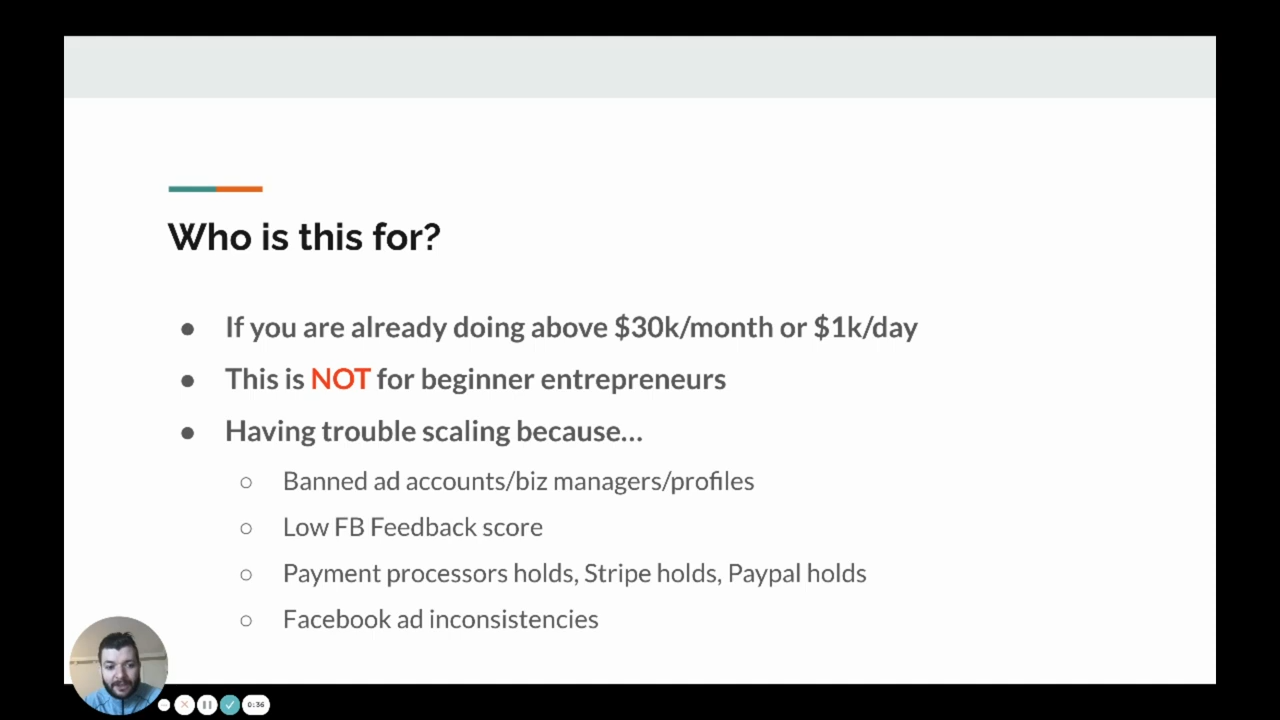 Who is this for?
● If you are already doing above $30k/month or $1k/day
● This is NOT for beginner entrepreneurs
● Having trouble scaling because...
○ Banned ad accounts/biz managers/profiles
○ Low FB Feedback score
○ Payment processors holds, Stripe holds, Paypal holds
○ Facebook ad inconsistencies
0:36